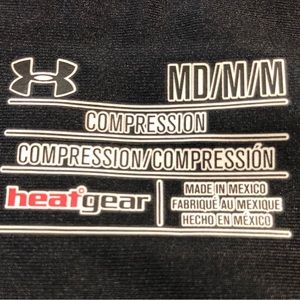 MD/M/M
COMPRESSION
COMPRESSION/COMPRESSIÓN
heatgear
MADE IN MEXICO
FABRIQUÉ AU MEXIQUE
HECHO EN MÉXICO